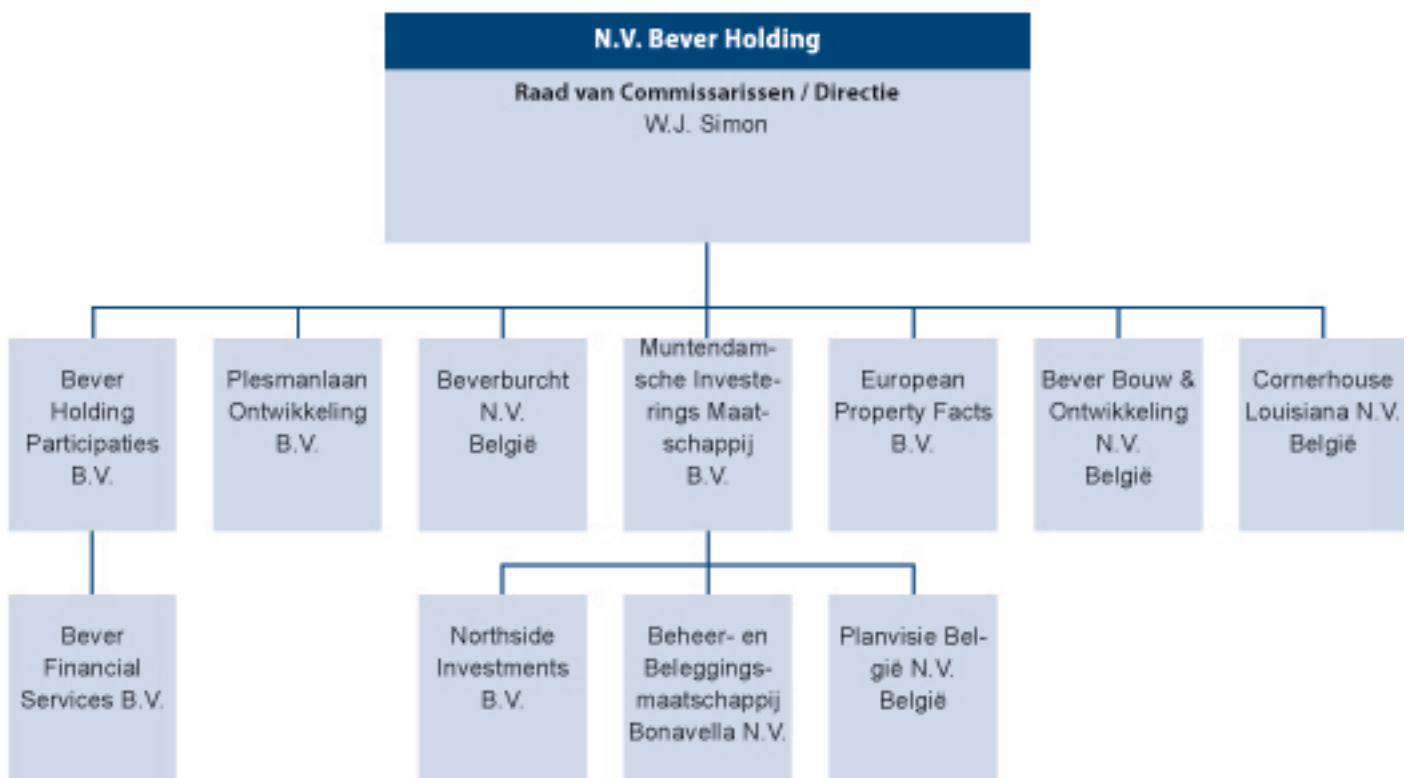 N.V. Bever Holding
Raad van Commissarissen / Directie
W.J. Simon
Bever
Holding
Participaties
B.V.
Plesmanlaan
Ontwikkeling
B.V.
Beverburcht
N.V.
België
Muntendam-
sche Investe-
rings Maat-
schappij
B.V.
European
Property Facts
B.V.
Bever Bouw &
Ontwikkeling
N.V.
België
Cornerhouse
Louisiana N.V.
België
Bever
Financial
Services B.V.
Northside
Investments
B.V.
Beheer- en
Beleggings-
maatschappij
Bonavella N.V.
Planvisie Bel-
gië N.V.
België